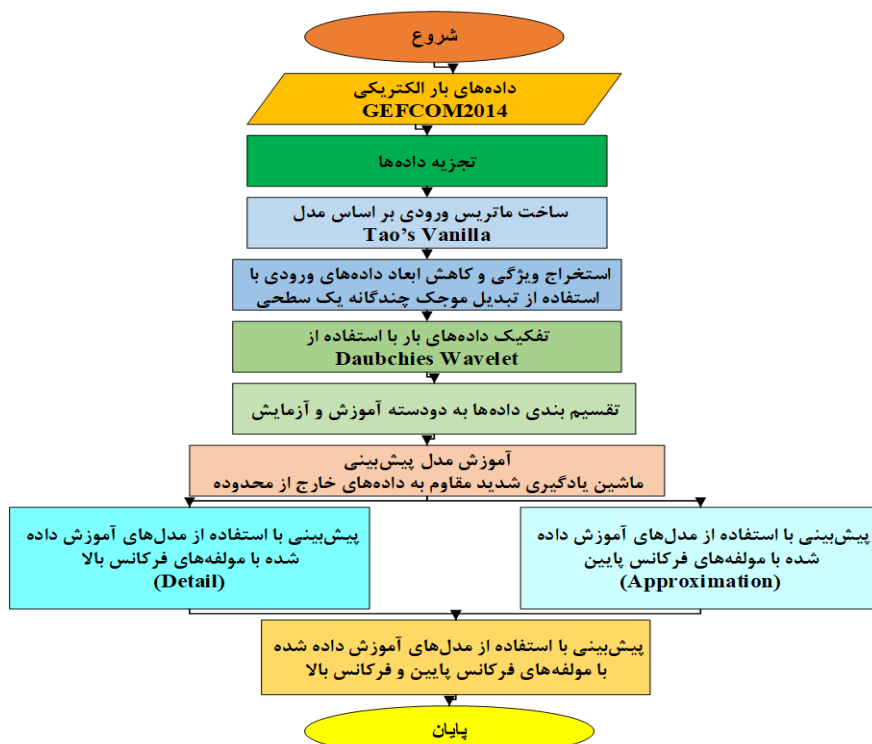 شروع
داده‌های بار الکتریکی
GEFCOM2014
تجزیه داده‌ها
ساخت ماتریس ورودی بر اساس مدل
Tao’s Vanilla
استخراج ویژگی و کاهش ابعاد داده‌های ورودی با
استفاده از تبدیل موجک چندگانه یک سطحی
تفکیک داده‌های بار با استفاده از
Daubchies Wavelet
تقسیم بندی داده‌ها به دودسته آموزش و آزمایش
آموزش مدل پیش‌بینی
ماشین یادگیری شدید مقاوم به داده‌های خارج از محدوده
پیش‌بینی با استفاده از مدل‌های آموزش داده
شده با مولفه‌های فرکانس پایین
(Approximation)
پیش‌بینی با استفاده از مدل‌های آموزش داده
شده با مولفه‌های فرکانس بالا
(Detail)
پیش‌بینی با استفاده از مدل‌های آموزش داده شده
با مولفه‌های فرکانس پایین و فرکانس بالا
پایان